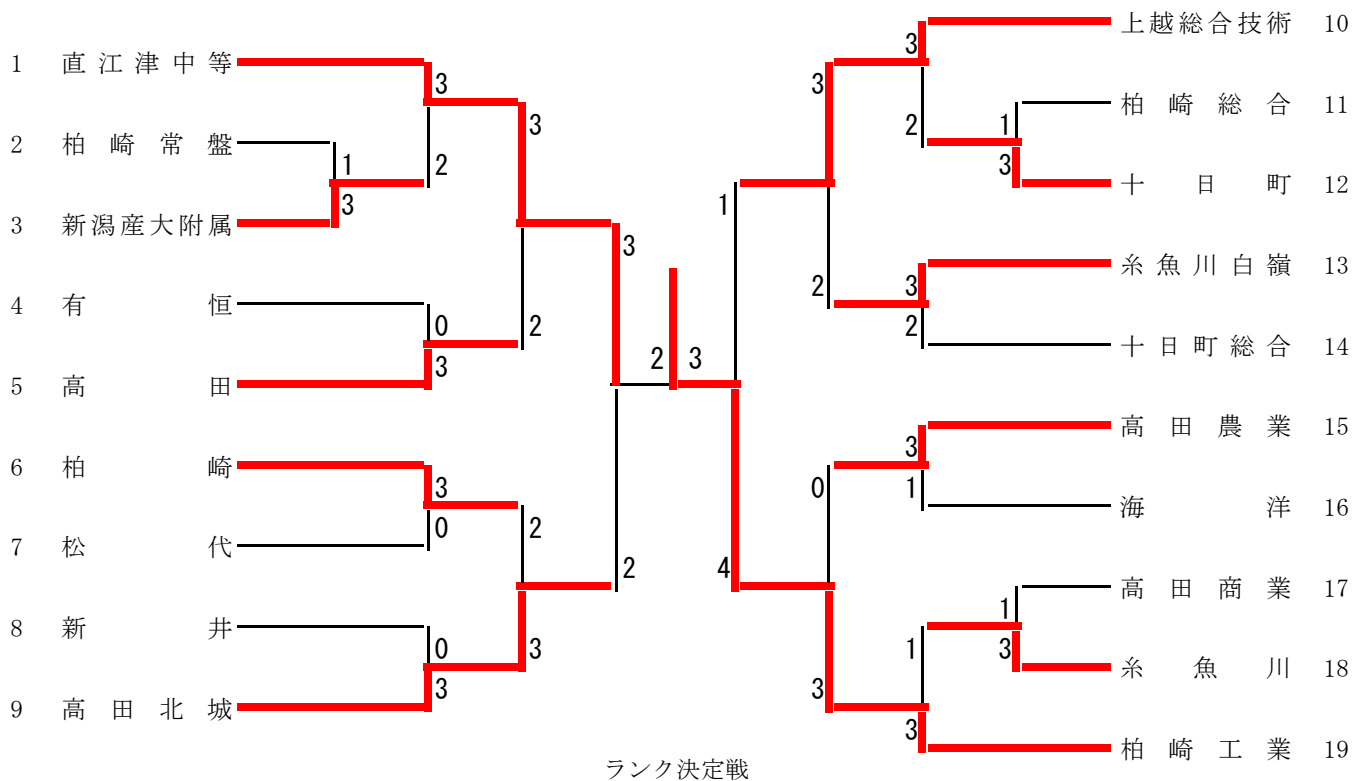 1 直江津中等
2 柏崎常盤
3 新潟産大附属
4 有恒
5 高田
6 柏崎
7 松代
8 新井
9 高田北城
3
1
3
2
0
3
3
0
0
3
3
2
2
3
3
2
2
3
1
4
3
2
0
3
3
2
3
2
3
1
1
3
1
3
1
3
上越総合技術 10
柏崎総合 11
十日町 12
糸魚川白嶺 13
十日町総合 14
高田農業 15
海洋 16
高田商業 17
糸魚川 18
柏崎工業 19
ランク決定戦